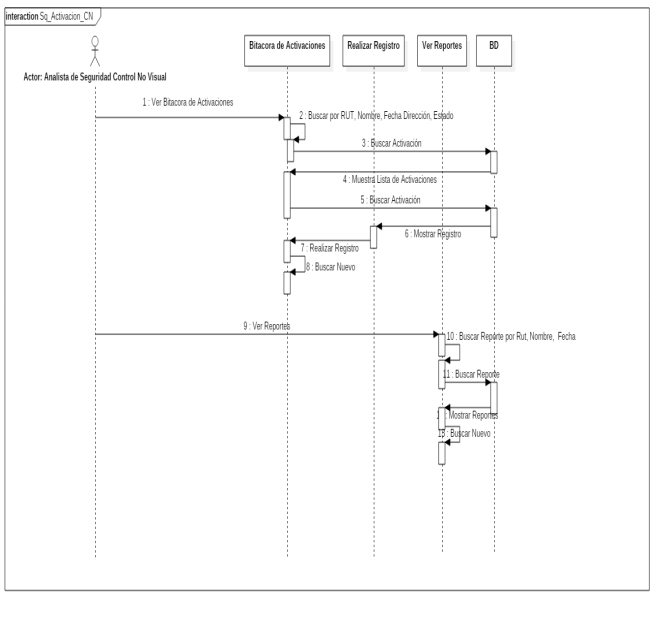 interaction Sq_Activacion_CN
Bitacora de Activaciones
Realizar Registro
Ver Reportes
BD
Actor: Analista de Seguridad Control No Visual
1 : Ver Bitacora de Activaciones
2 : Buscar por RUT, Nombre, Fecha Dirección, Estado
3 : Buscar Activación
4 : Muestra Lista de Activaciones
5 : Buscar Activación
6 : Mostrar Registro
7 : Realizar Registro
8 : Buscar Nuevo
9 : Ver Reportes
10 : Buscar Reporte por Rut, Nombre, Fecha
11 : Buscar Reporte
: Mostrar Reportes
13 : Buscar Nuevo